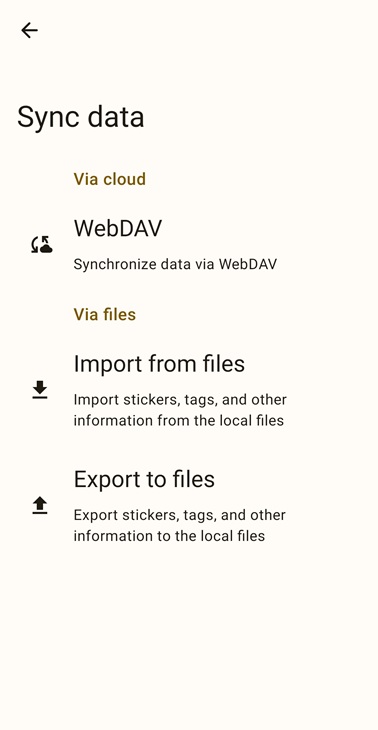 Sync data
Via cloud
WebDAV
Synchronize data via WebDAV
Via files
Import from files
Import stickers, tags, and other
information from the local files
Export to files
Export stickers, tags, and other
information to the local files